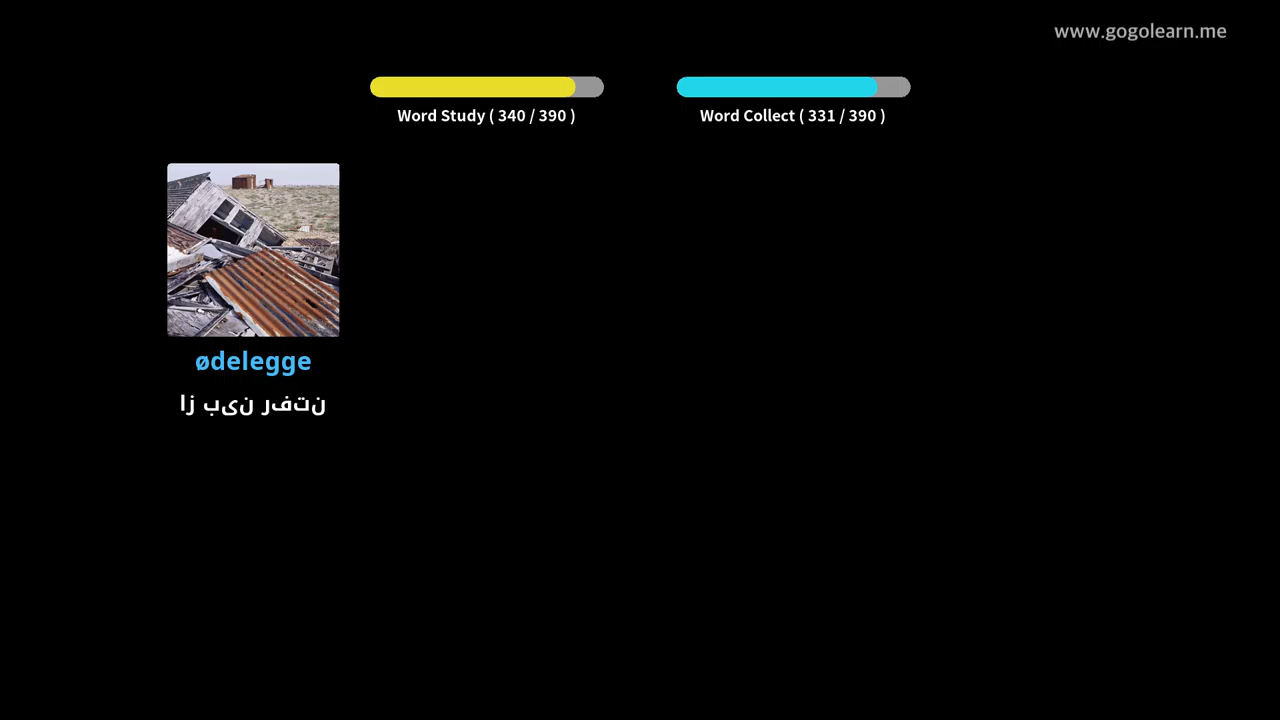 www.gogolearn.me
Word Study ( 340 / 390 )
Word Collect ( 331 / 390 )
ødelegge
از بین رفتن